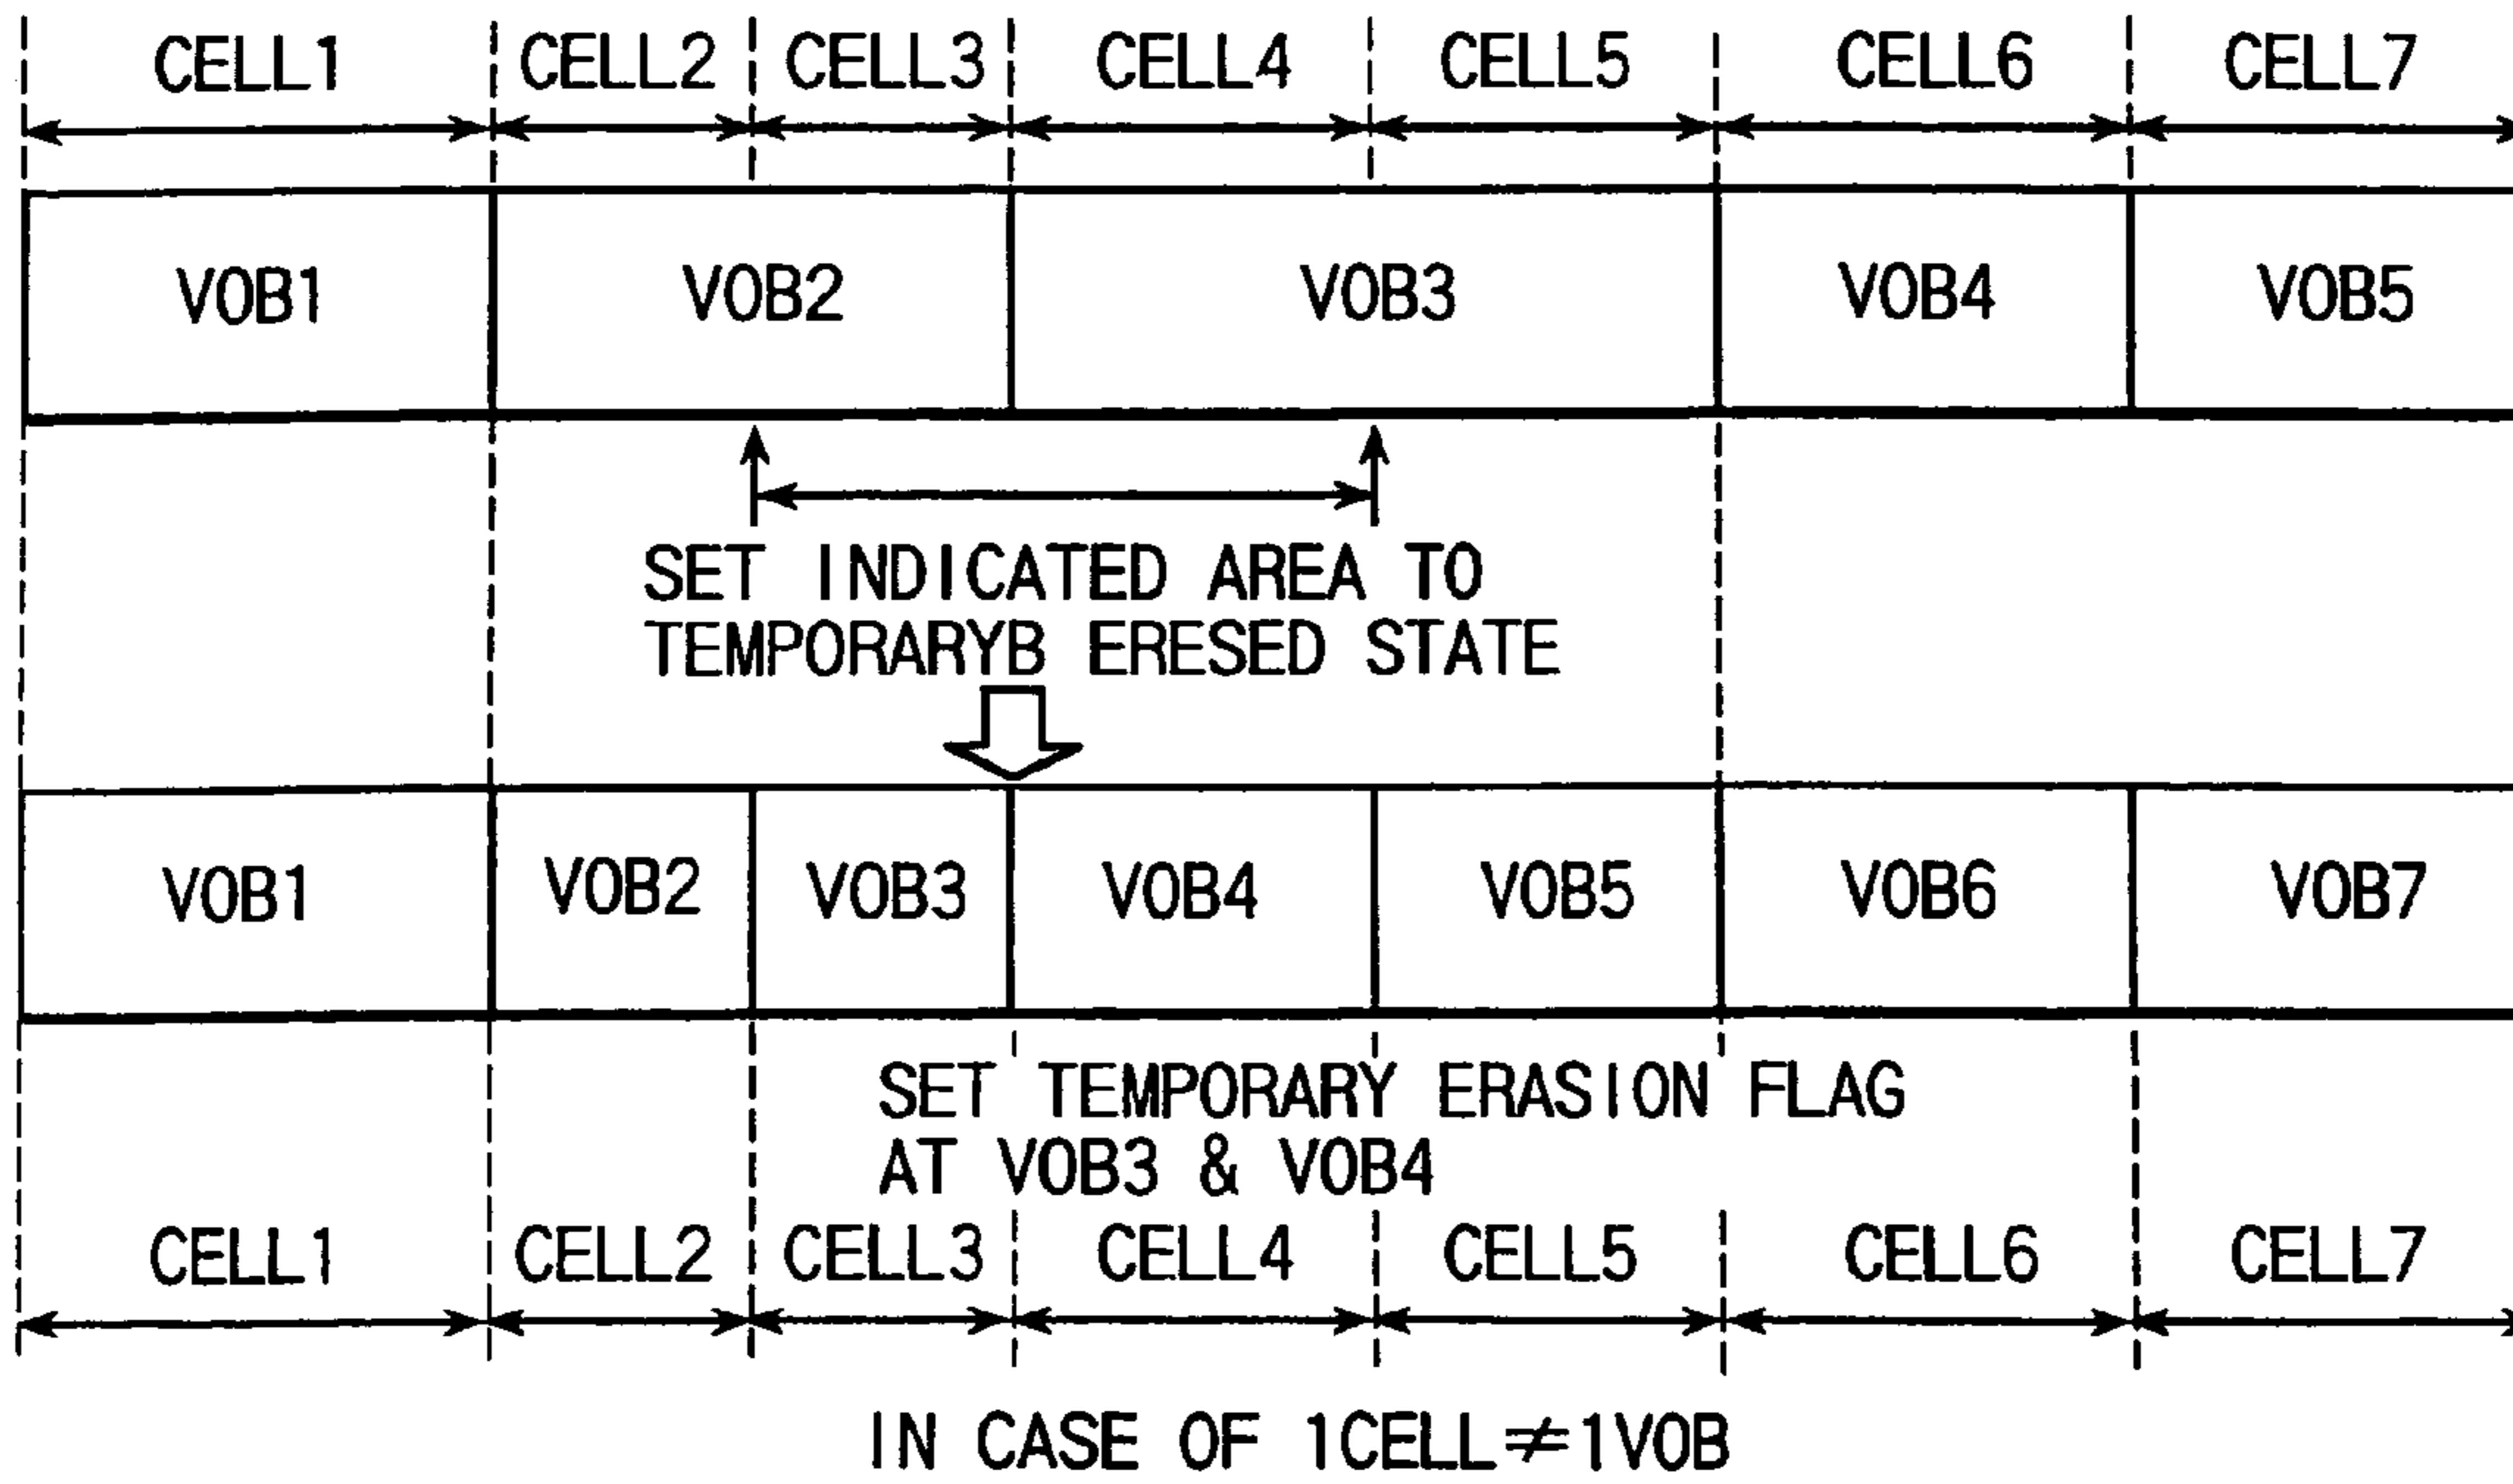 CELL1 CELL2 CELL3 CELL4 CELL5 CELL6 CELL7
VOB1 VOB2 VOB3 VOB4 VOB5
SET INDICATED AREA TO
TEMPORARYB ERESED STATE
VOB1 VOB2 VOB3 VOB4 VOB5 VOB6 VOB7
SET TEMPORARY ERASION FLAG
AT VOB3 & VOB4
CELL1 CELL2 CELL3 CELL4 CELL5 CELL6 CELL7
IN CASE OF 1CELL≠1VOB